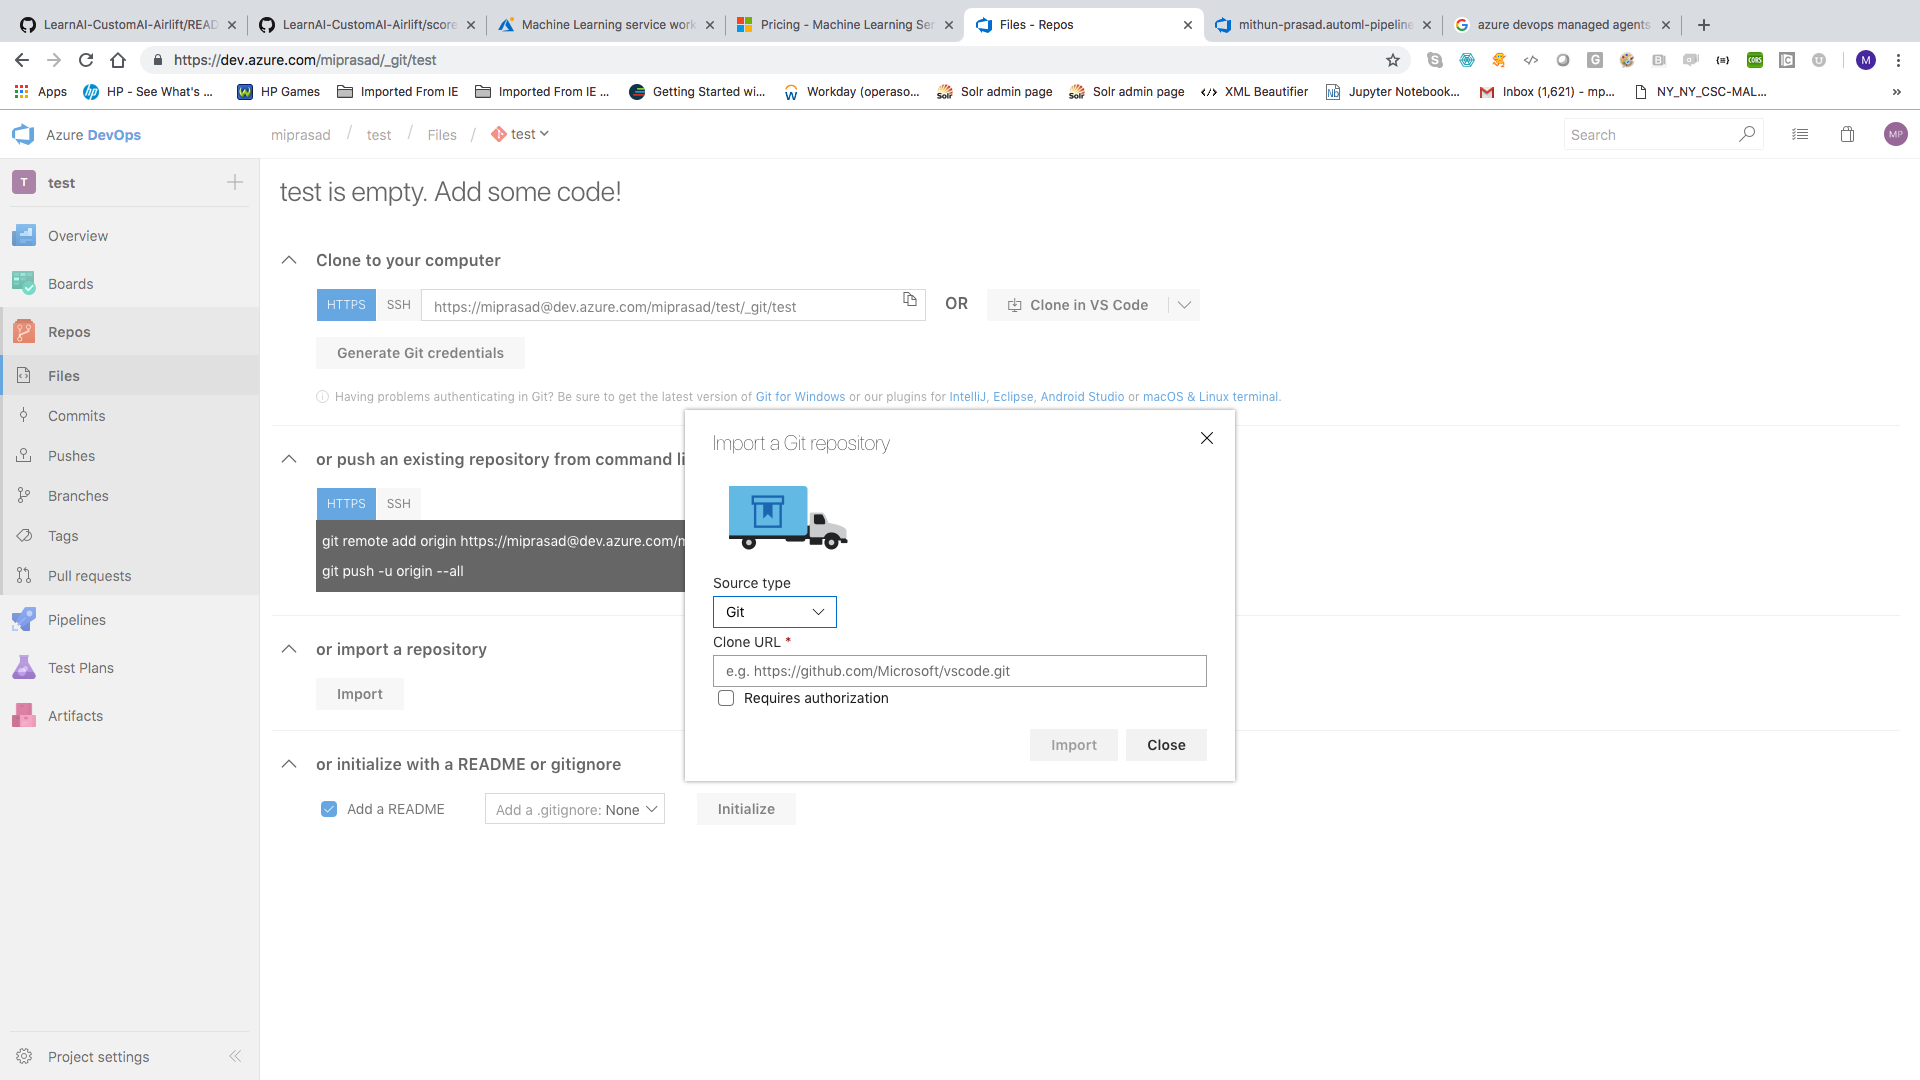 LearnAI-CustomAI-Airlift/READ
LearnAI-CustomAI-Airlift/score
Machine Learning service work
Pricing - Machine Learning Ser
Files - Repos
mithun-prasad.automl-pipeline
azure devops managed agents
https://dev.azure.com/miprasad/_git/test
M
Apps
HP - See What's ...
HP Games
Imported From IE
Imported From IE ...
Getting Started wi...
Workday (operaso...
Solr admin page
Solr admin page
XML Beautifier
Jupyter Notebook...
Inbox (1,621) - mp...
NY_NY_CSC-MAL...
»
Azure DevOps
miprasad / test / Files / test
Search
MP
T test
Overview
Boards
Repos
Files
Commits
Pushes
Branches
Tags
Pull requests
Pipelines
Test Plans
Artifacts
Project settings
test is empty. Add some code!
Clone to your computer
HTTPS SSH https://miprasad@dev.azure.com/miprasad/test/_git/test OR Clone in VS Code
Generate Git credentials
Having problems authenticating in Git? Be sure to get the latest version of Git for Windows or our plugins for IntelliJ, Eclipse, Android Studio or macOS & Linux terminal.
or push an existing repository from command li
HTTPS SSH
git remote add origin https://miprasad@dev.azure.com/m
git push -u origin --all
or import a repository
Import
or initialize with a README or gitignore
Add a README Add a .gitignore: None Initialize
Import a Git repository
Source type
Git
Clone URL *
e.g. https://github.com/Microsoft/vscode.git
Requires authorization
Import Close